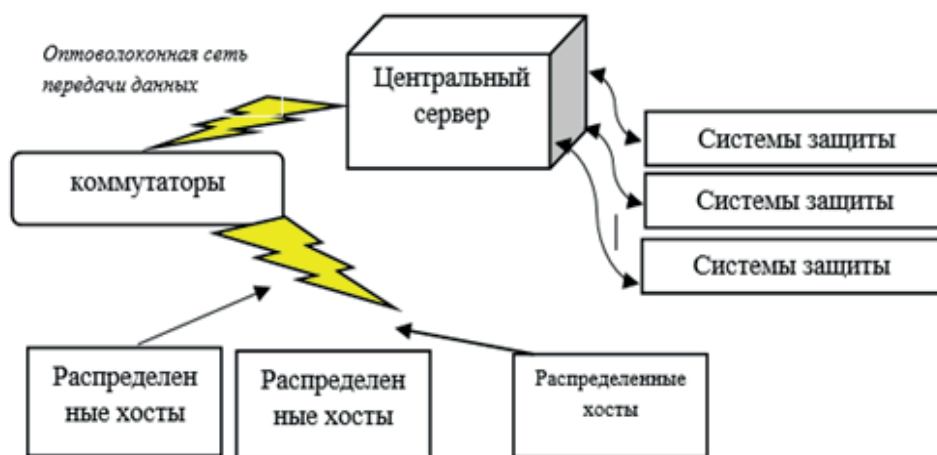 Оптоволоконная сеть
передачи данных
Центральный
сервер
коммутаторы
Системы защиты
Системы защиты
Системы защиты
Распределен
ные хосты
Распределен
ные хосты
Распределенные
хосты